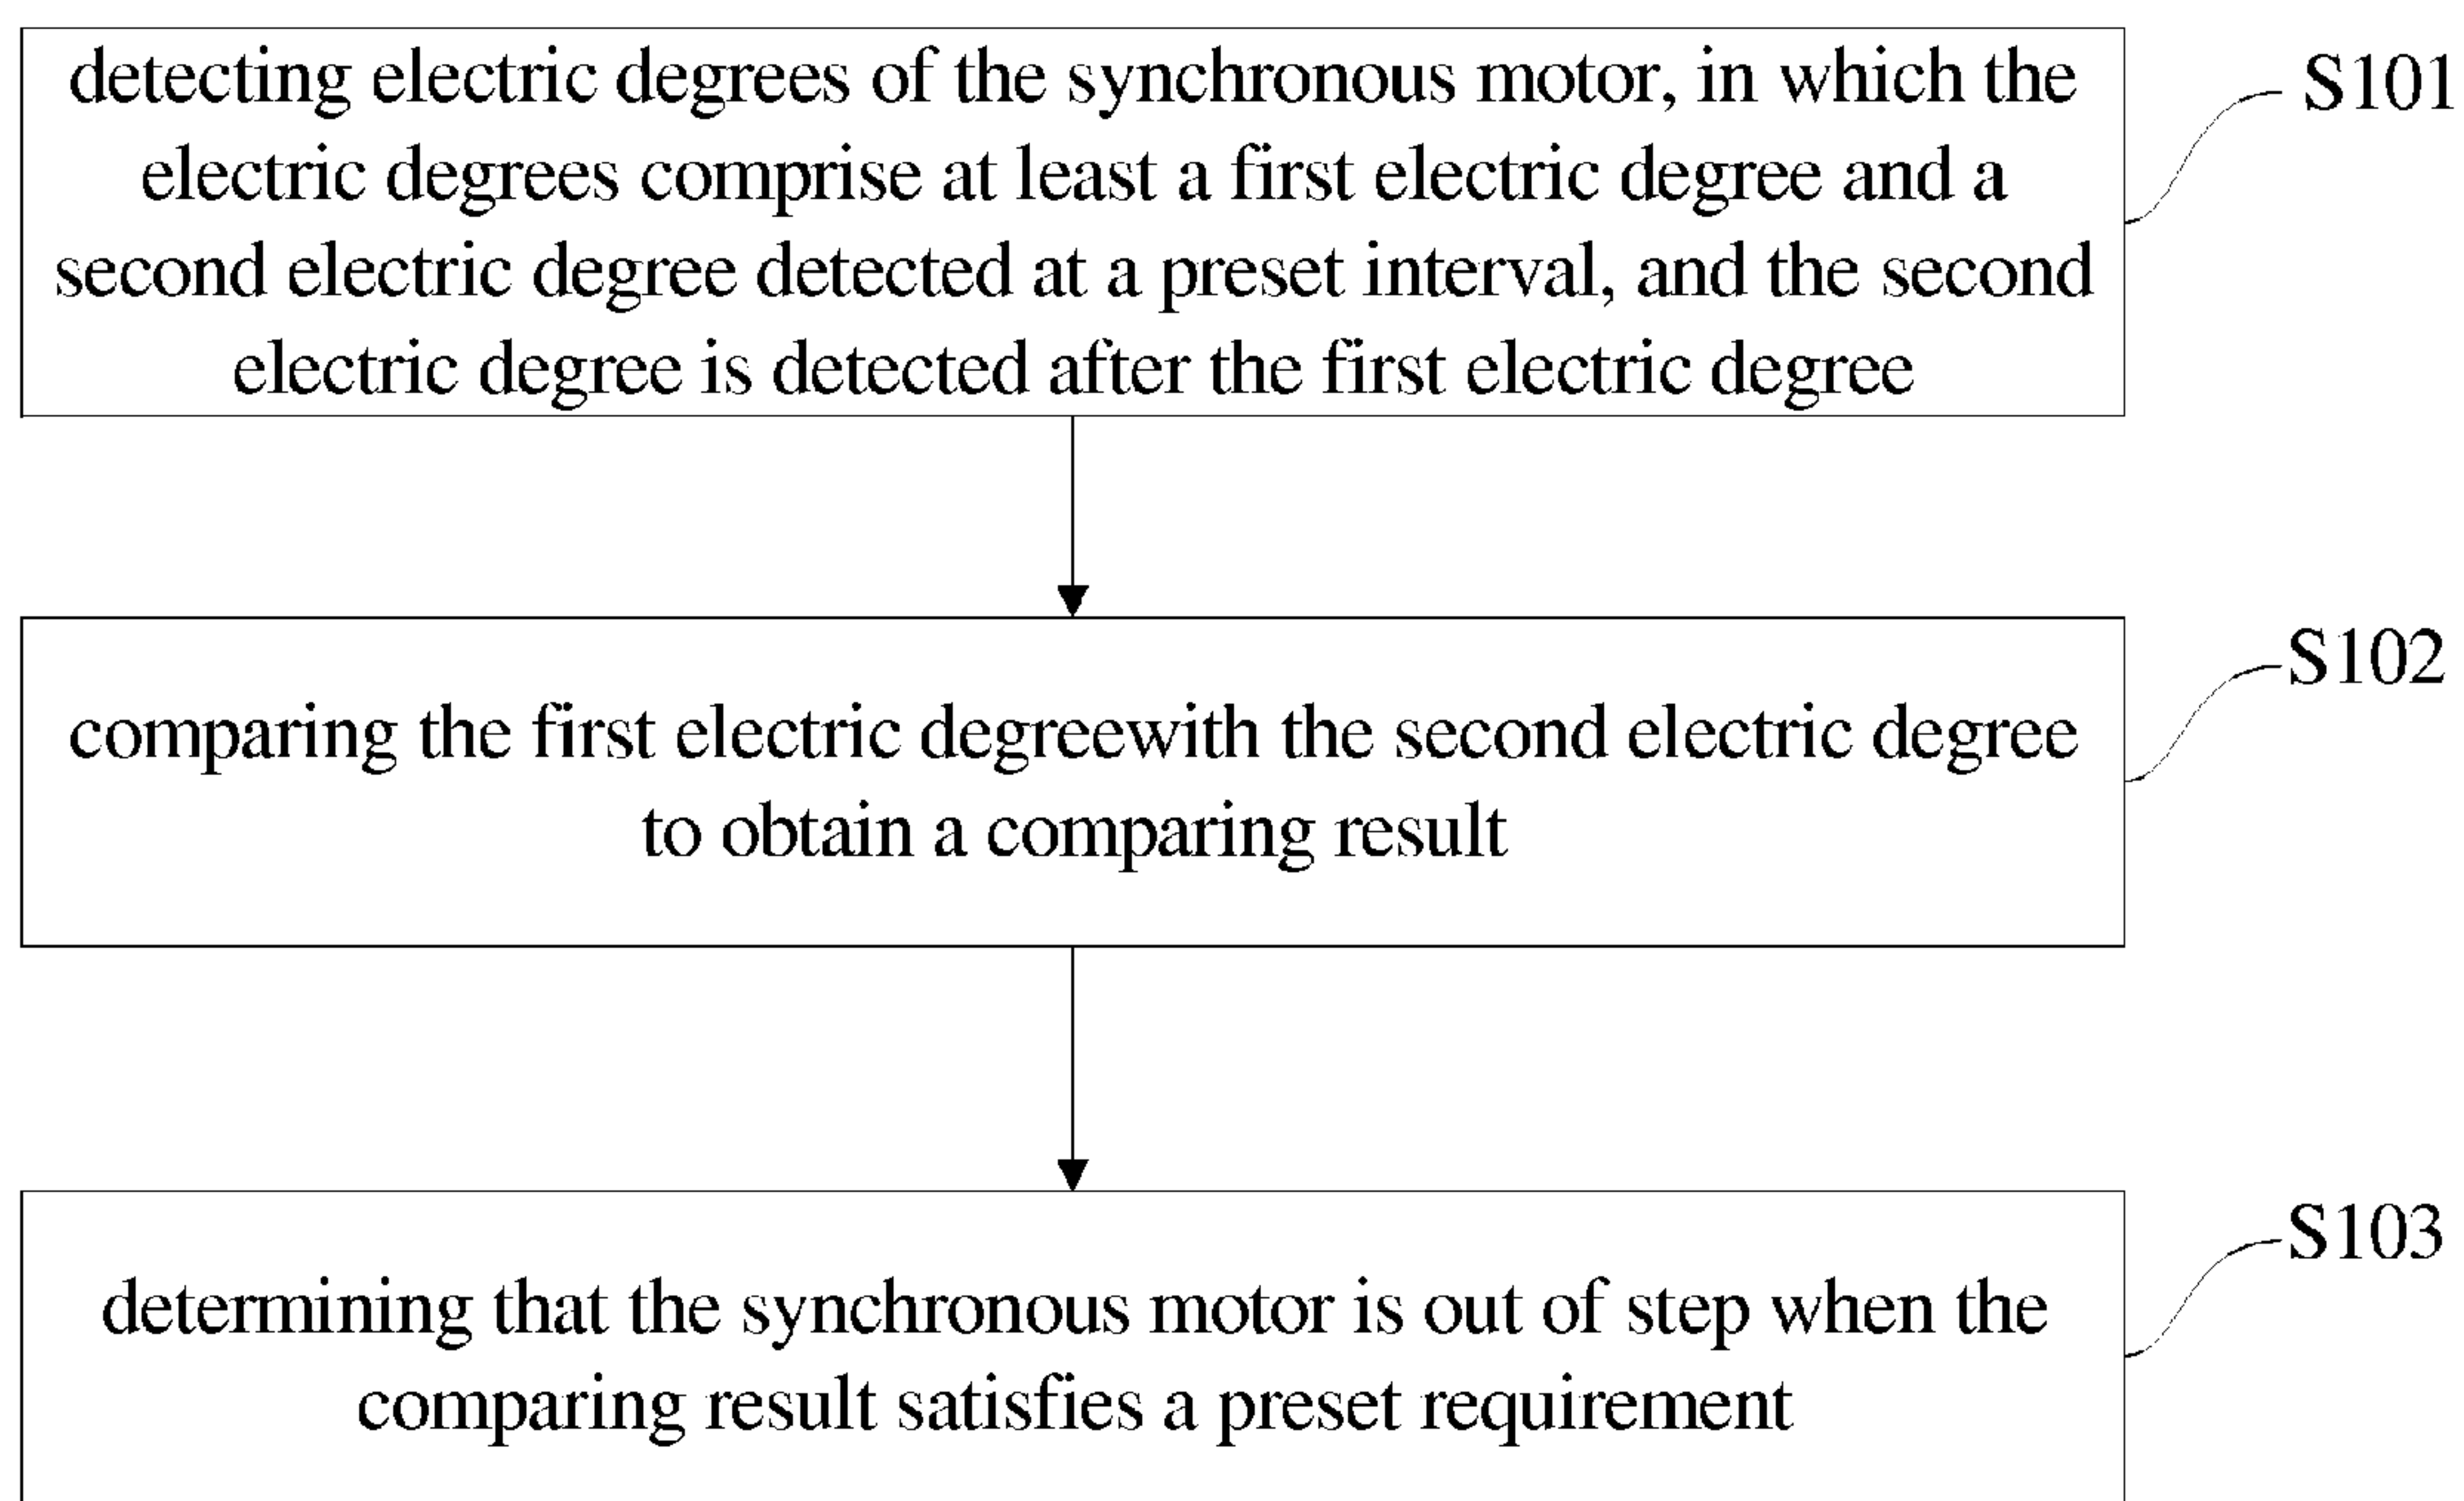 detecting electric degrees of the synchronous motor, in which the
electric degrees comprise at least a first electric degree and a
second electric degree detected at a preset interval, and the second
electric degree is detected after the first electric degree
S101
comparing the first electric degreewith the second electric degree
to obtain a comparing result
S102
determining that the synchronous motor is out of step when the
comparing result satisfies a preset requirement
S103